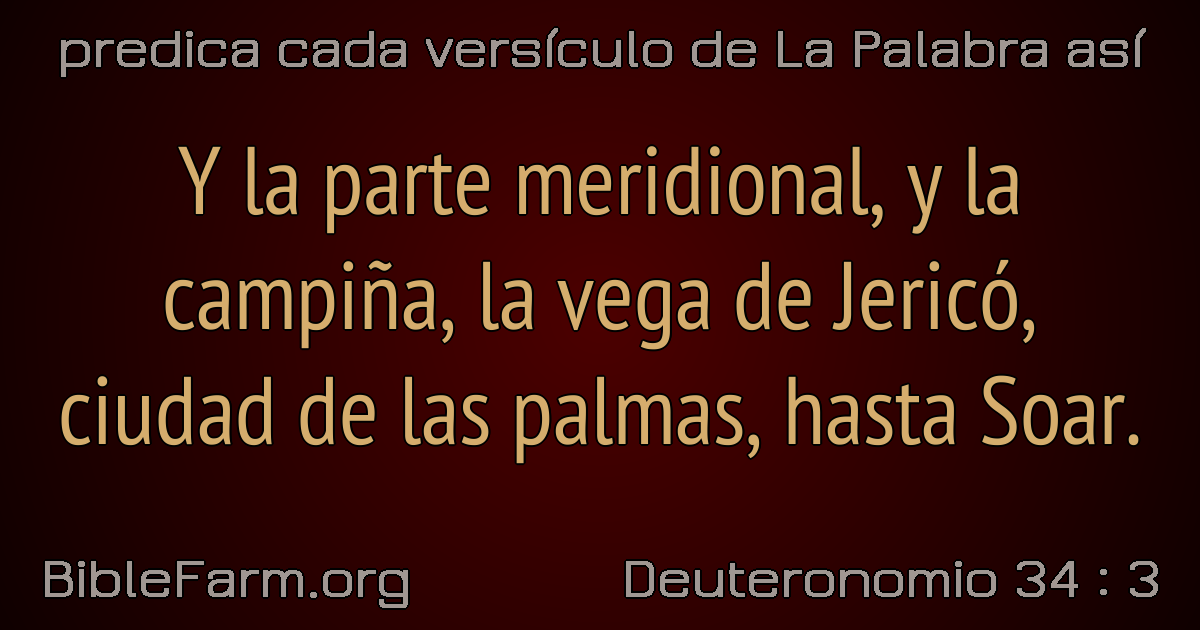 predica cada versículo de La Palabra así
Y la parte meridional, y la
campiña, la vega de Jericó,
ciudad de las palmas, hasta Soar.
BibleFarm.org
Deuteronomio 34 : 3